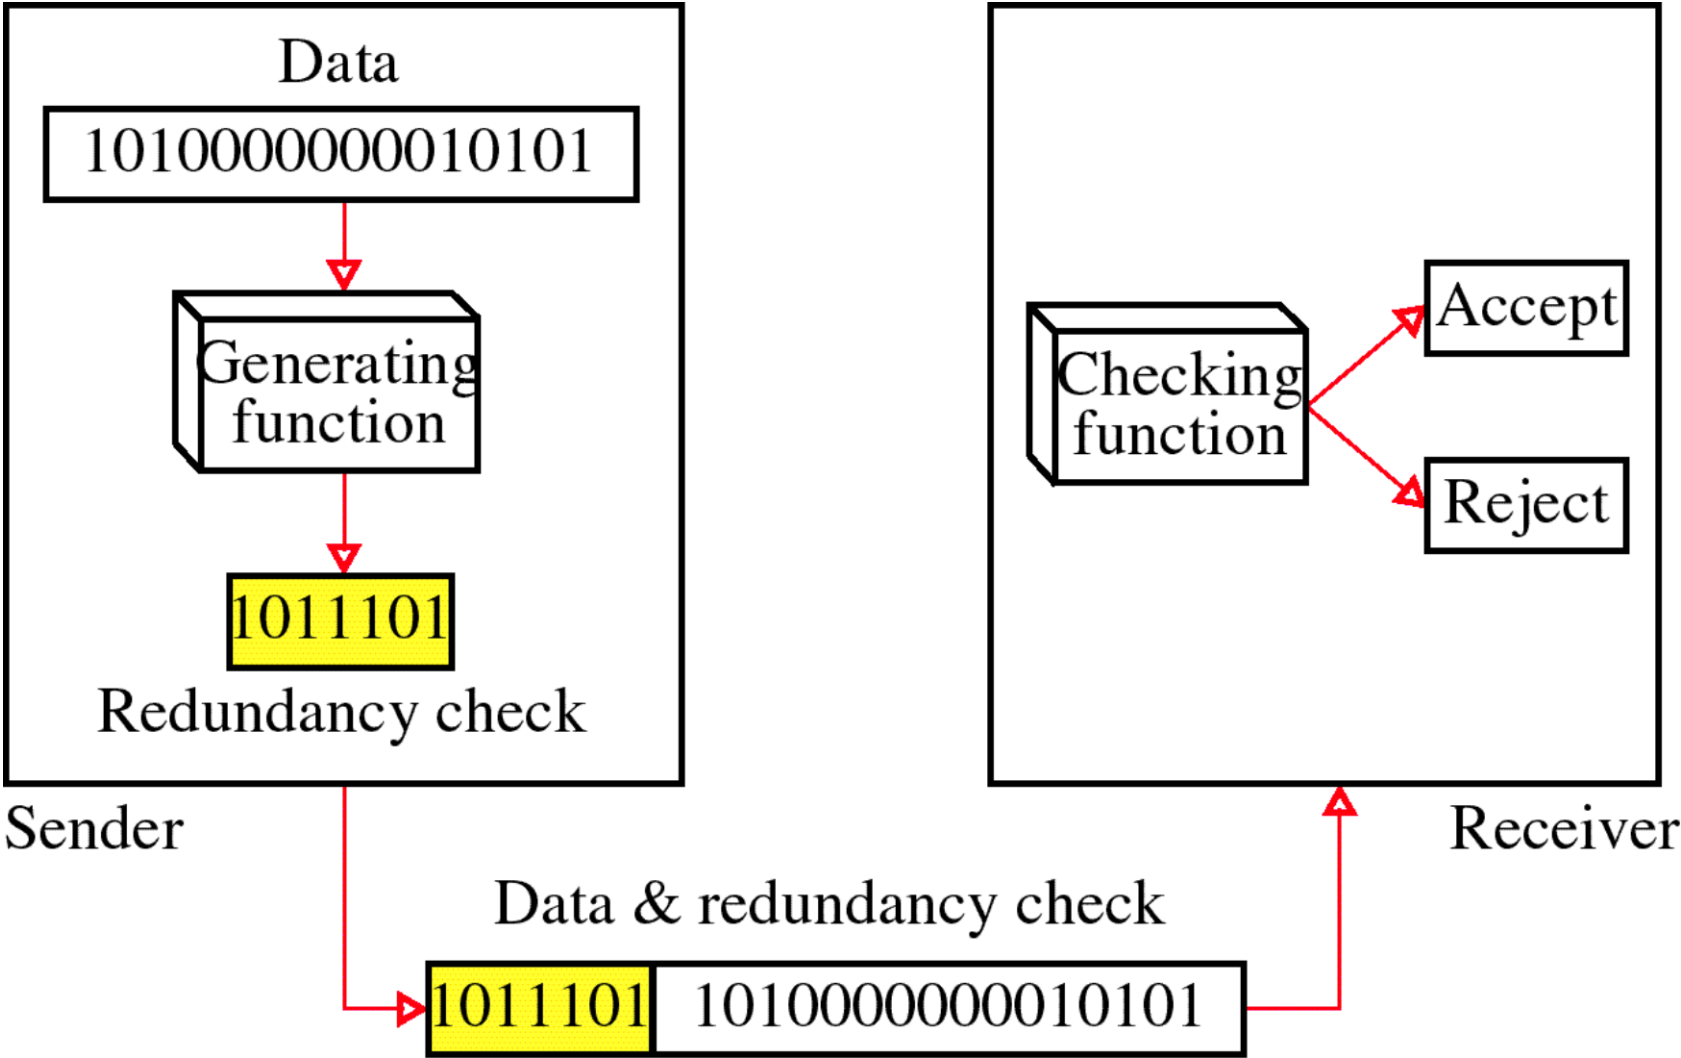 Data
1010000000010101
Generating
function
1011101
Redundancy check
Sender
Checking
function
Accept
Reject
Receiver
Data & redundancy check
1011101 1010000000010101